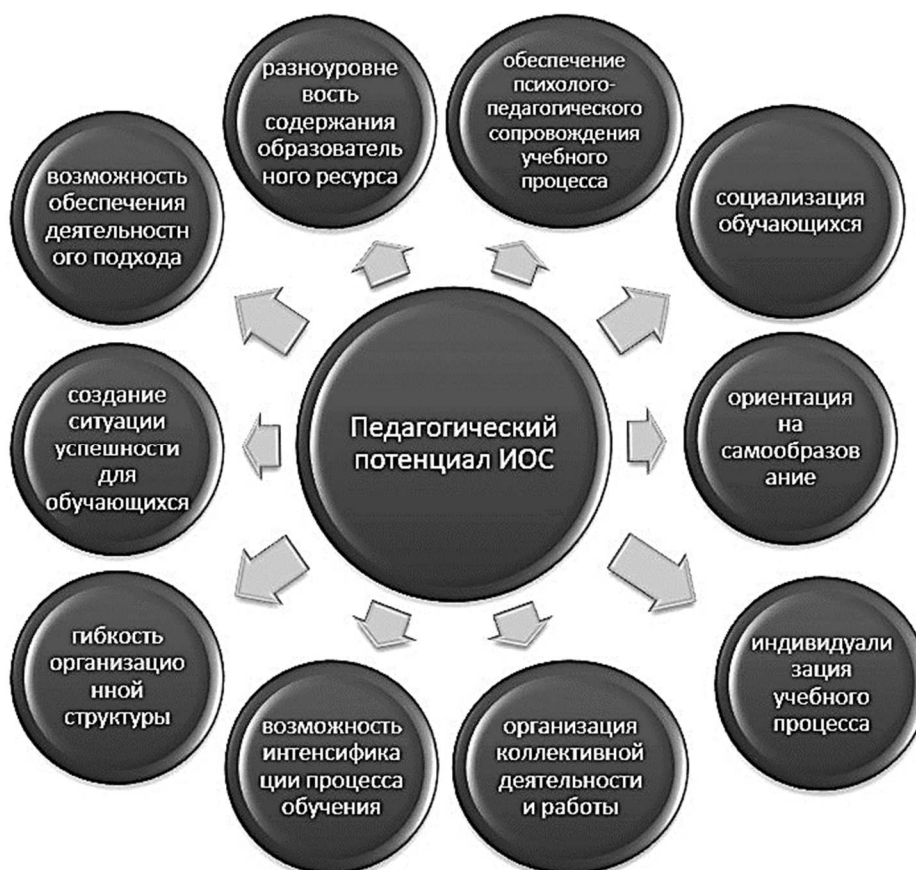 разноуровне
вость
содержания
образователь
ного ресурса
обеспечение
психолого-
педагогического
сопровождения
учебного
процесса
социализация
обучающихся
ориентация
на
самообразов
ание
индивидуали
зация
учебного
процесса
организация
коллективной
деятельности
и работы
возможность
интенсифика
ции процесса
обучения
гибкость
организацио
нной
структуры
создание
ситуации
успешности
для
обучающихся
возможность
обеспечения
деятельностн
ого подхода
Педагогический
потенциал ИОС